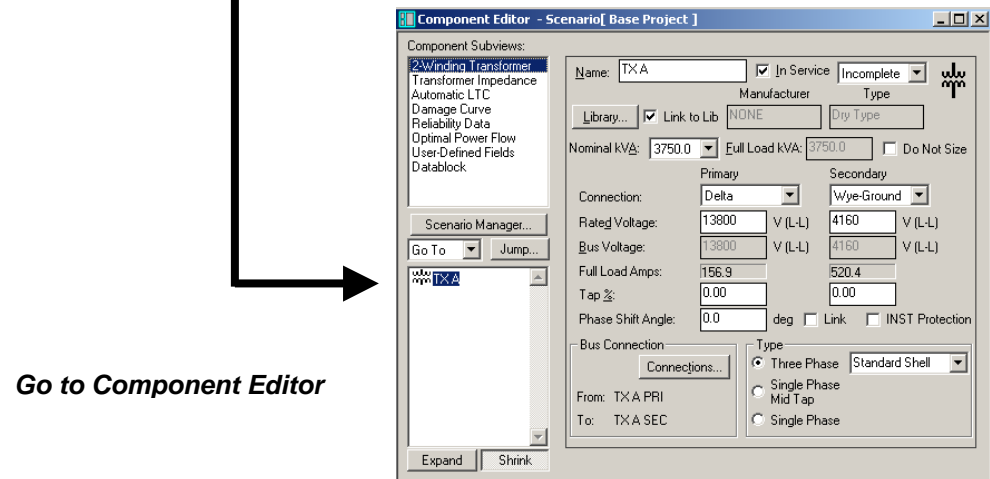 Component Editor - Scenario[ Base Project ]
Component Subviews:
2-Winding Transformer
Transformer Impedance
Automatic LTC
Damage Curve
Reliability Data
Optimal Power Flow
User-Defined Fields
Datablock
Scenario Manager...
Go To Jump...
TX A
Expand Shrink
Name: TX A In Service Incomplete
Manufacturer Type
Library... Link to Lib NONE Dry Type
Nominal kVA: 3750.0 Full Load kVA: 3750.0 Do Not Size
Primary Secondary
Connection: Delta Wye-Ground
Rated Voltage: 13800 V (L-L) 4160 V (L-L)
Bus Voltage: 13800 V (L-L) 4160 V (L-L)
Full Load Amps: 156.9 520.4
Tap %: 0.00 0.00
Phase Shift Angle: 0.0 deg Link INST Protection
Bus Connection
Connections...
From: TX A PRI
To: TX A SEC
Type
Three Phase Standard Shell
Single Phase
Mid Tap
Single Phase
Go to Component Editor